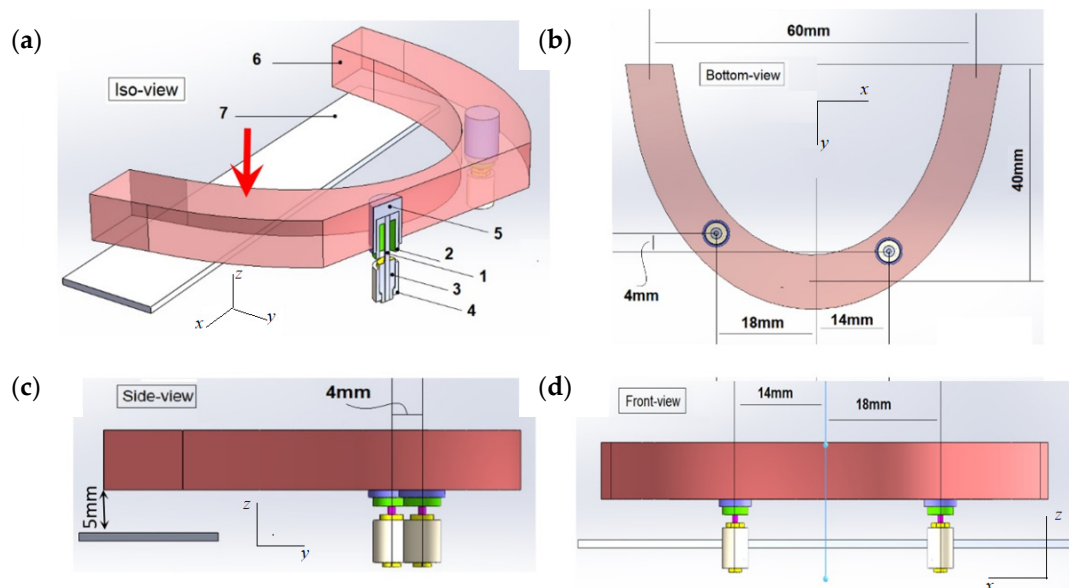 (a)
6
Iso-view
7
5
2
1
3
4
z
x
y
(b)
60mm
Bottom-view
x
y
40mm
4mm
18mm
14mm
(c)
Side-view
4mm
5mm
z
y
(d)
14mm
Front-view
18mm
z
x